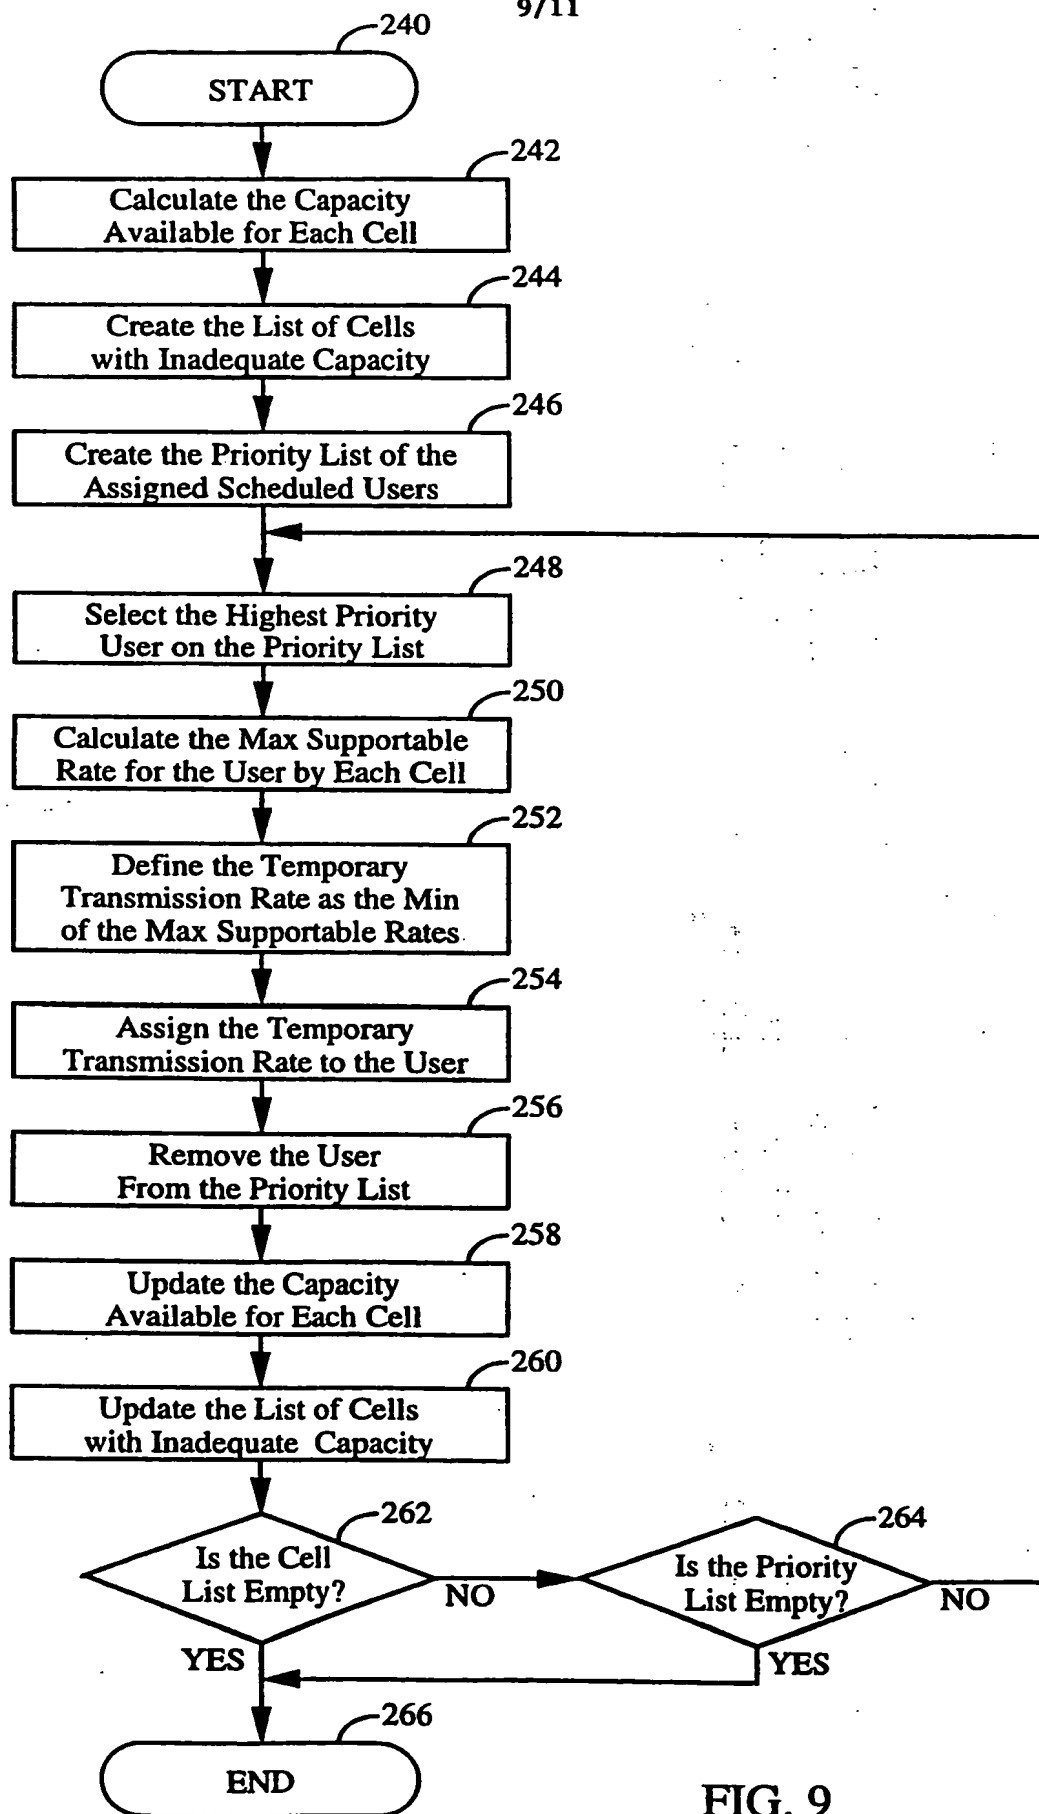 9/11
240
START
242
Calculate the Capacity
Available for Each Cell
244
Create the List of Cells
with Inadequate Capacity
246
Create the Priority List of the
Assigned Scheduled Users
248
Select the Highest Priority
User on the Priority List
250
Calculate the Max Supportable
Rate for the User by Each Cell
252
Define the Temporary
Transmission Rate as the Min
of the Max Supportable Rates
254
Assign the Temporary
Transmission Rate to the User
256
Remove the User
From the Priority List
258
Update the Capacity
Available for Each Cell
260
Update the List of Cells
with Inadequate Capacity
262
Is the Cell
List Empty?
NO
264
Is the Priority
List Empty?
NO
YES
YES
266
END
FIG. 9